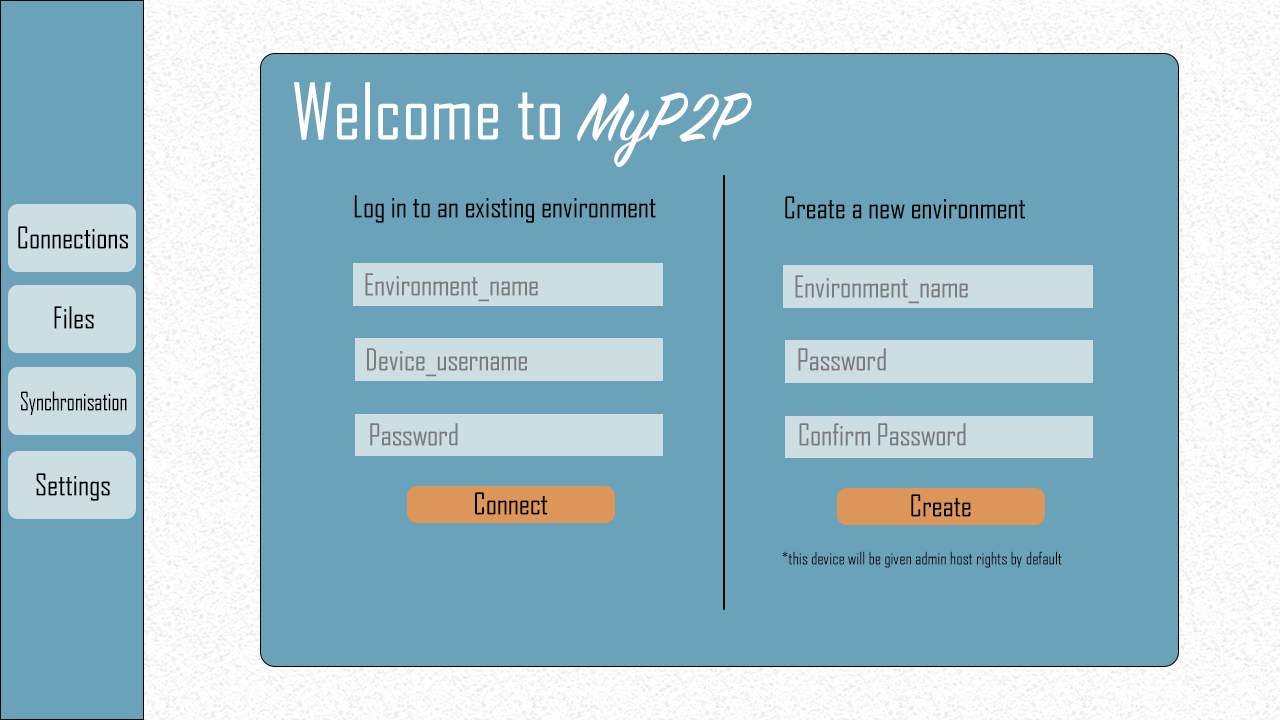 Connections
Files
Synchronisation
Settings
Welcome to MyP2P
Log in to an existing environment
Environment_name
Device_username
Password
Connect
Create a new environment
Environment_name
Password
Confirm Password
Create
*this device will be given admin host rights by default